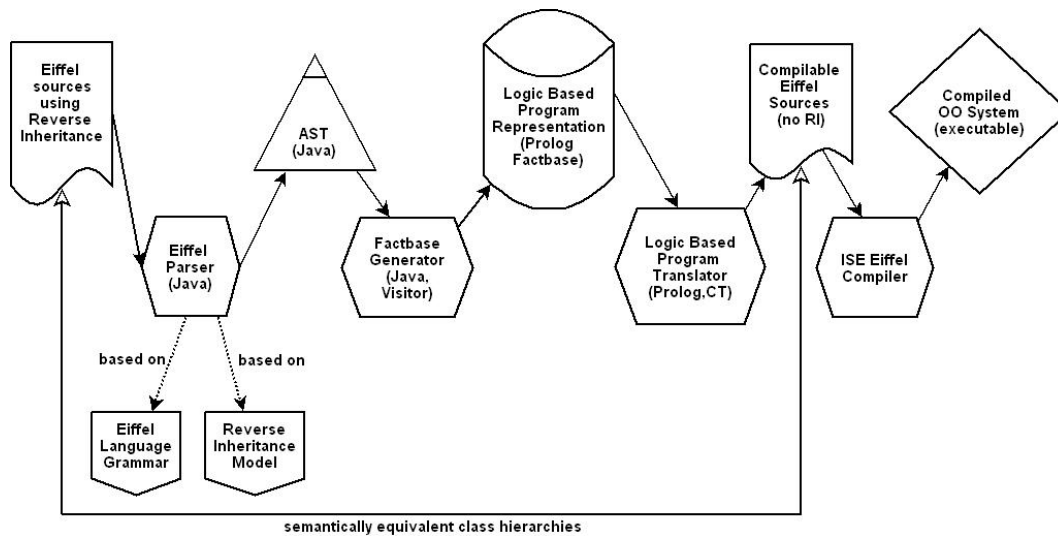 Eiffel
sources
using
Reverse
Inheritance
Eiffel
Parser
(Java)
based on
based on
Eiffel
Language
Grammar
Reverse
Inheritance
Model
AST
(Java)
Factbase
Generator
(Java,
Visitor)
Logic Based
Program
Representation
(Prolog
Factbase)
Logic Based
Program
Translator
(Prolog,CT)
Compilable
Eiffel
Sources
(no RI)
ISE Eiffel
Compiler
Compiled
OO System
(executable)
semantically equivalent class hierarchies